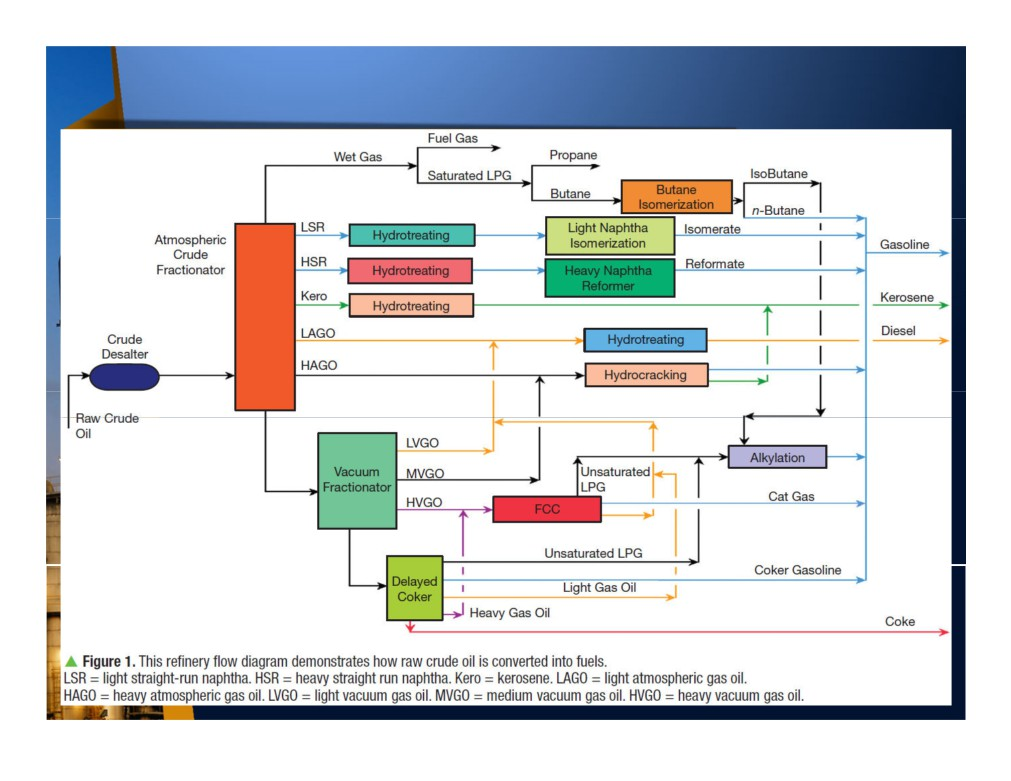 Fuel Gas
Wet Gas
Saturated LPG
Propane
Butane
Butane
Isomerization
IsoButane
n-Butane
Atmospheric
Crude
Fractionator
LSR
Hydrotreating
Light Naphtha
Isomerization
Isomerate
Gasoline
HSR
Hydrotreating
Heavy Naphtha
Reformer
Reformate
Kero
Hydrotreating
Kerosene
LAGO
Hydrotreating
Diesel
Crude
Desalter
HAGO
Hydrocracking
Raw Crude
Oil
Vacuum
Fractionator
LVGO
MVGO
HVGO
Unsaturated
LPG
Alkylation
FCC
Cat Gas
Unsaturated LPG
Delayed
Coker
Coker Gasoline
Light Gas Oil
Heavy Gas Oil
Coke
▲ Figure 1. This refinery flow diagram demonstrates how raw crude oil is converted into fuels.
LSR = light straight-run naphtha. HSR = heavy straight run naphtha. Kero = kerosene. LAGO = light atmospheric gas oil.
HAGO = heavy atmospheric gas oil. LVGO = light vacuum gas oil. MVGO = medium vacuum gas oil. HVGO = heavy vacuum gas oil.